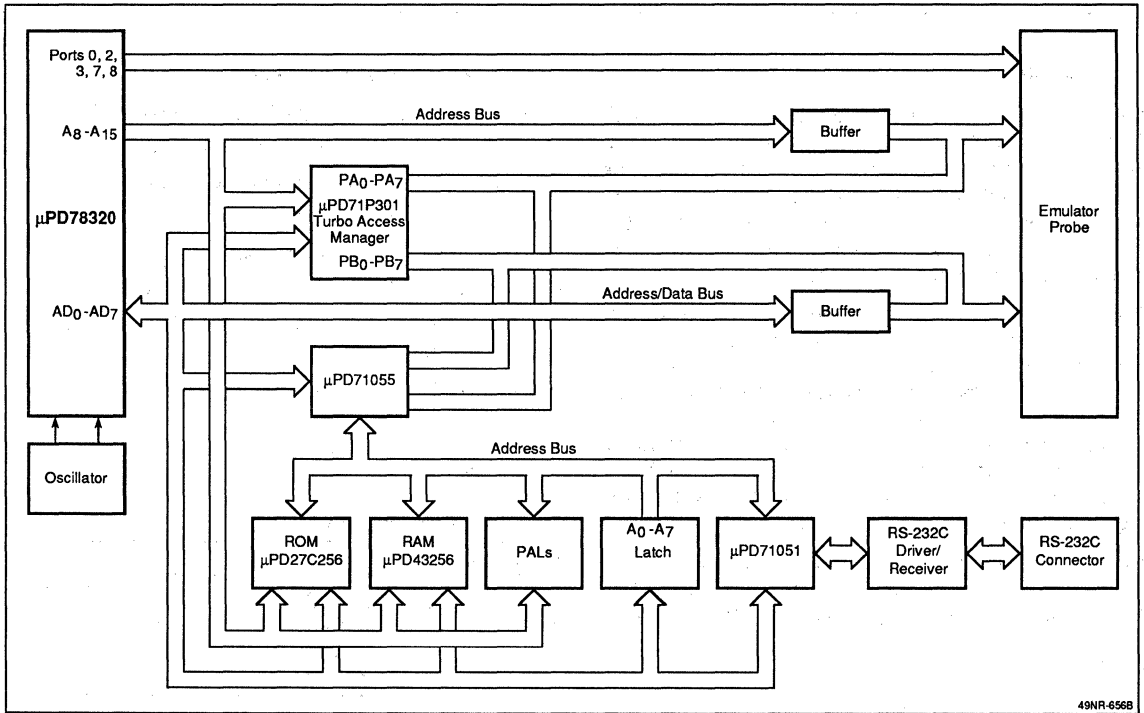 Ports 0, 2,
3, 7, 8
A8-A15
Address Bus
Buffer
PA0-PA7
μPD71P301
Turbo Access
Manager
PB0-PB7
μPD78320
Emulator
Probe
AD0-AD7
Address/Data Bus
Buffer
μPD71055
Oscillator
Address Bus
ROM
μPD27C256
RAM
μPD43256
PALs
A0-A7
Latch
μPD71051
RS-232C
Driver/
Receiver
RS-232C
Connector
49NR-656B